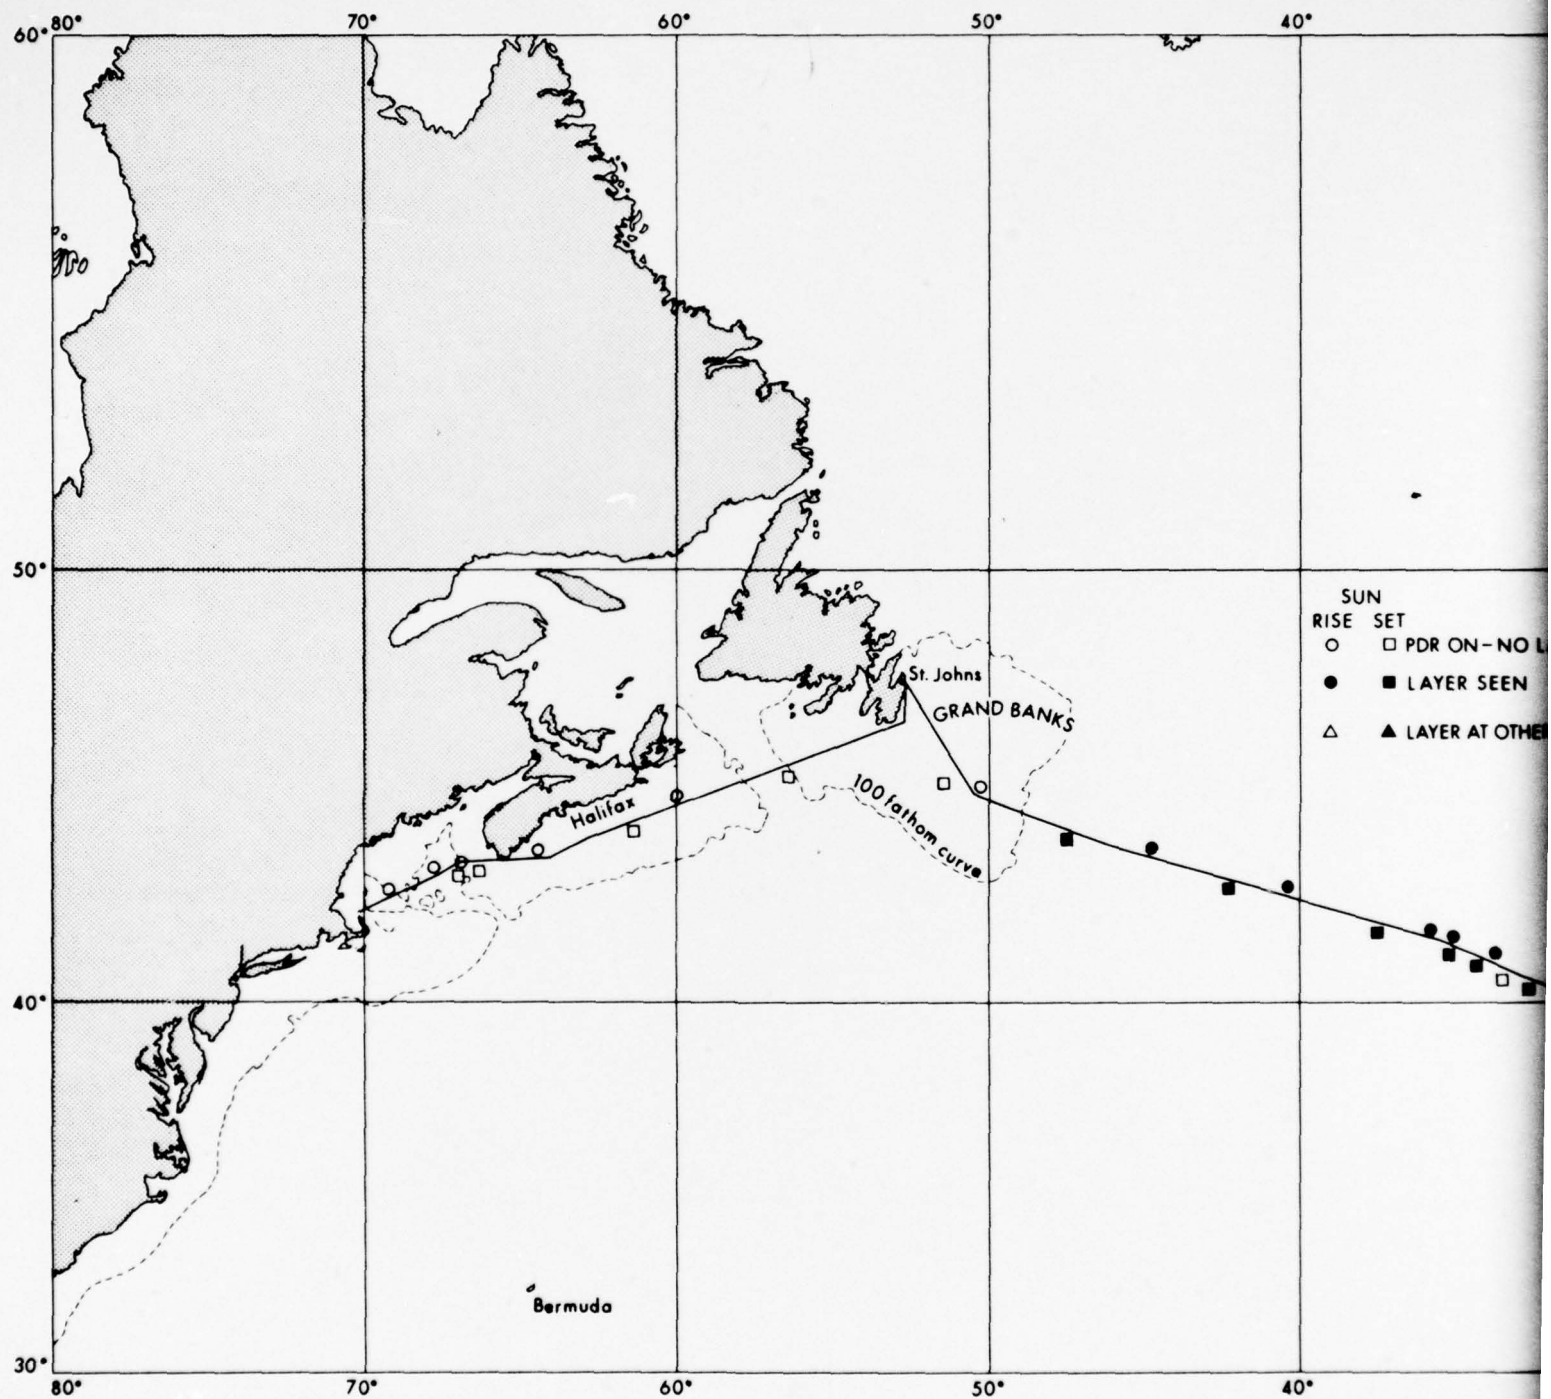 60° 80° 70° 60° 50° 40°
50°
SUN
RISE SET
PDR ON - NO
LAYER SEEN
LAYER AT
St. Johns
GRAND BANKS
100 fathom curve
Halifax
40°
Bermuda
30°
80° 70° 60° 50° 40°